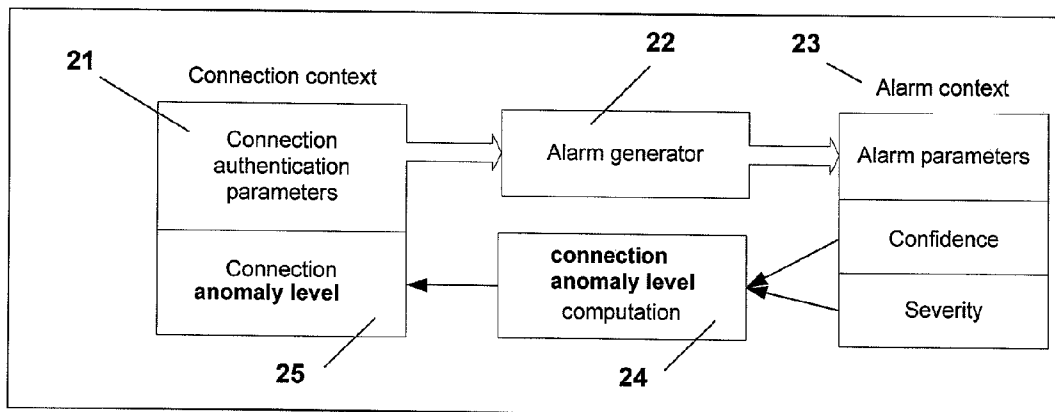 21
Connection context
22
23
Alarm context
Connection
authentication
parameters
Alarm generator
Alarm parameters
Confidence
Severity
connection
anomaly level
computation
Connection
anomaly level
25
24